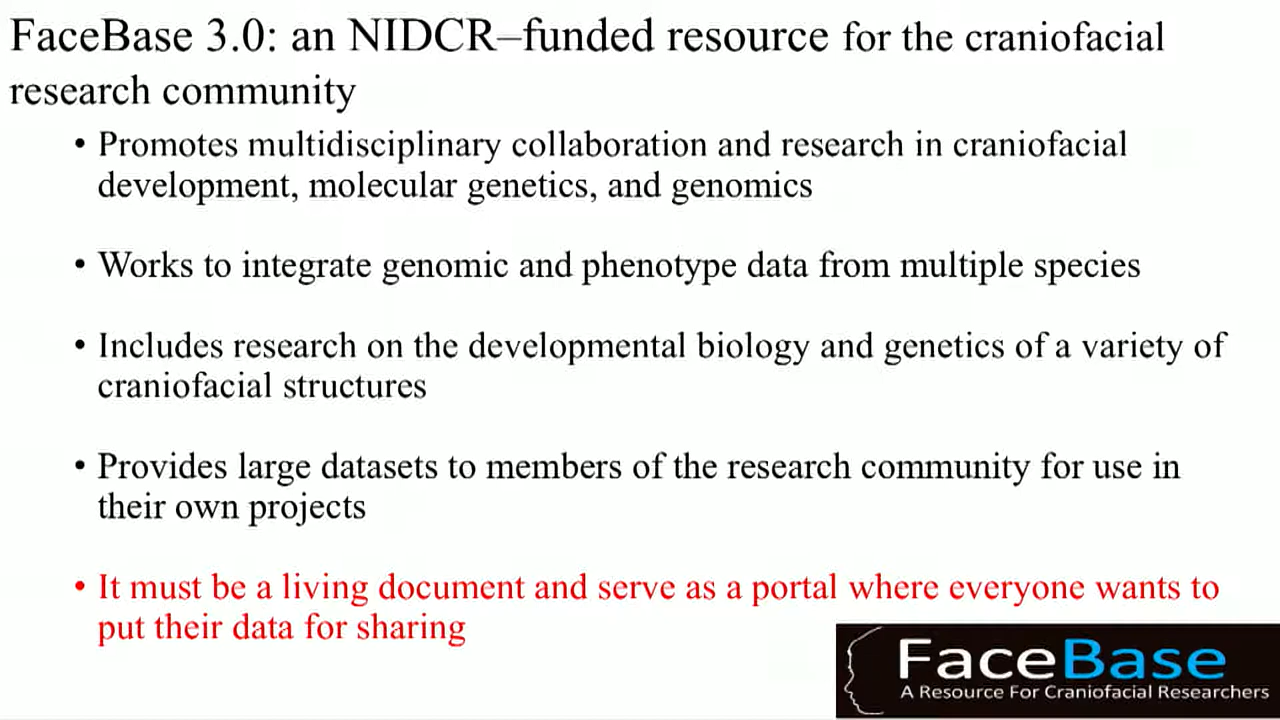 FaceBase 3.0: an NIDCR–funded resource for the craniofacial
research community
• Promotes multidisciplinary collaboration and research in craniofacial
development, molecular genetics, and genomics
• Works to integrate genomic and phenotype data from multiple species
• Includes research on the developmental biology and genetics of a variety of
craniofacial structures
• Provides large datasets to members of the research community for use in
their own projects
• It must be a living document and serve as a portal where everyone wants to
put their data for sharing
FaceBase
A Resource For Craniofacial Researchers